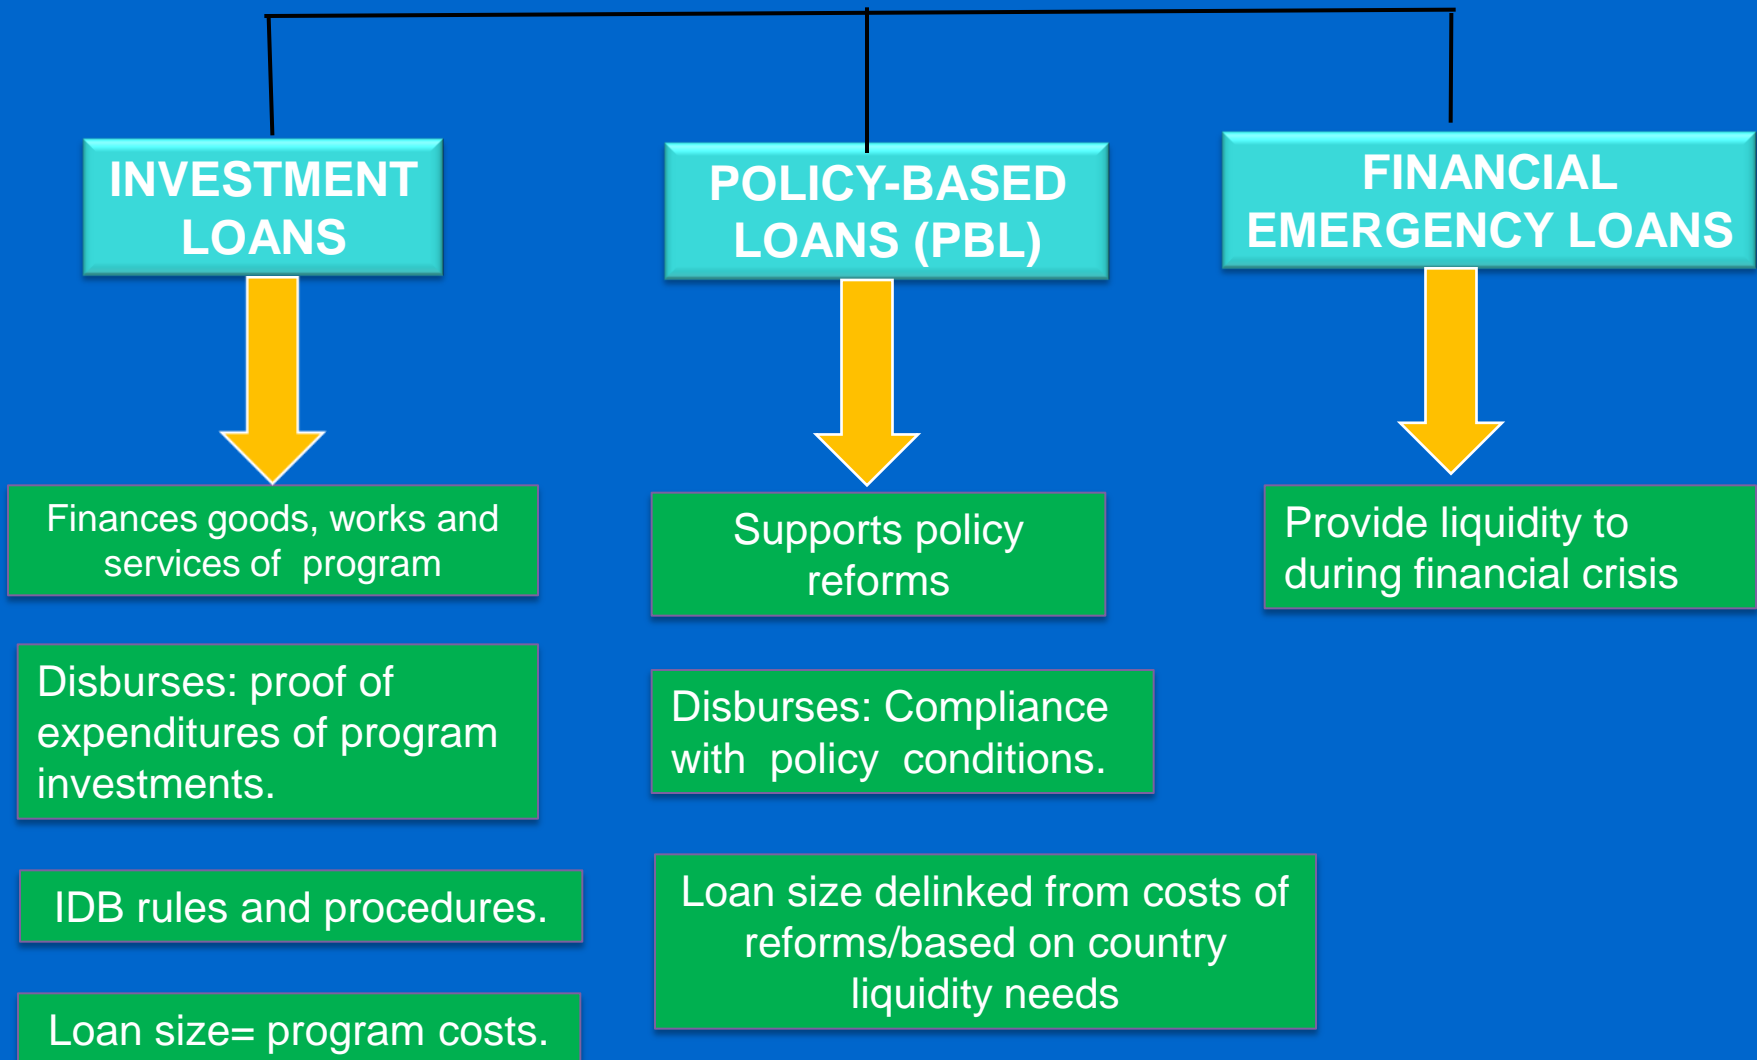 INVESTMENT
LOANS
Finances goods, works and
services of program
Disburses: proof of
expenditures of program
investments.
IDB rules and procedures.
Loan size= program costs.
POLICY-BASED
LOANS (PBL)
Supports policy
reforms
Disburses: Compliance
with policy conditions.
Loan size delinked from costs of
reforms/based on country
liquidity needs
FINANCIAL
EMERGENCY LOANS
Provide liquidity to
during financial crisis